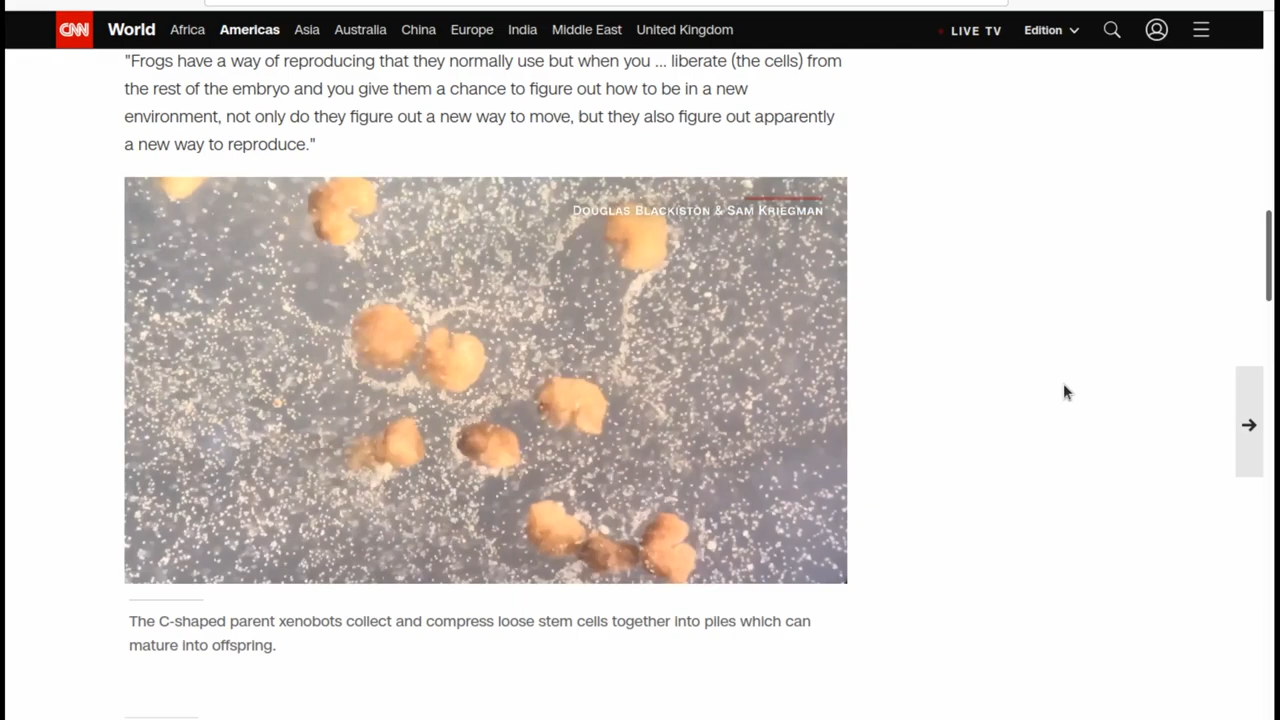 CNN World Africa Americas Asia Australia China Europe India Middle East United Kingdom LIVE TV Edition
"Frogs have a way of reproducing that they normally use but when you ... liberate (the cells) from
the rest of the embryo and you give them a chance to figure out how to be in a new
environment, not only do they figure out a new way to move, but they also figure out apparently
a new way to reproduce."
DOUGLAS BLACKISTON & SAM KRIEGMAN
The C-shaped parent xenobots collect and compress loose stem cells together into piles which can
mature into offspring.